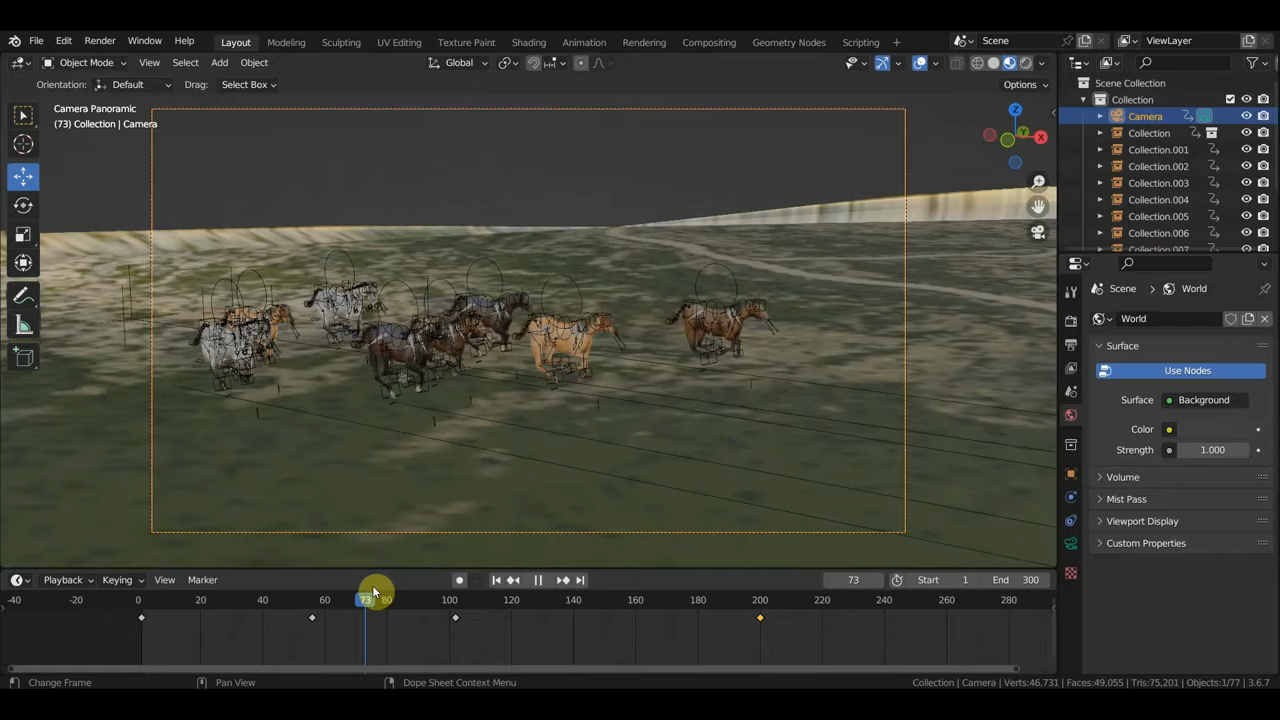 File Edit Render Window Help Layout Modeling Sculpting UV Editing Texture Paint Shading Animation Rendering Compositing Geometry Nodes Scripting + Scene ViewLayer
Object Mode View Select Add Object Global
Orientation: Default Drag: Select Box Options
Scene Collection
Collection
Camera
Collection
Collection.001
Collection.002
Collection.003
Collection.004
Collection.005
Collection.006
Collection.007
Camera Panoramic
(73) Collection | Camera
Z
Y
X
Scene World
World
Surface
Use Nodes
Surface Background
Color
Strength 1.000
Volume
Mist Pass
Viewport Display
Custom Properties
Playback Keying View Marker 73 Start 1 End 300
-40 -20 0 20 40 60 73 80 100 120 140 160 180 200 220 240 260 280
Change Frame Pan View Dope Sheet Context Menu Collection | Camera Verts:46,731 | Faces:49,055 | Tris:75,201 | Objects:1/77 | 3.6.7